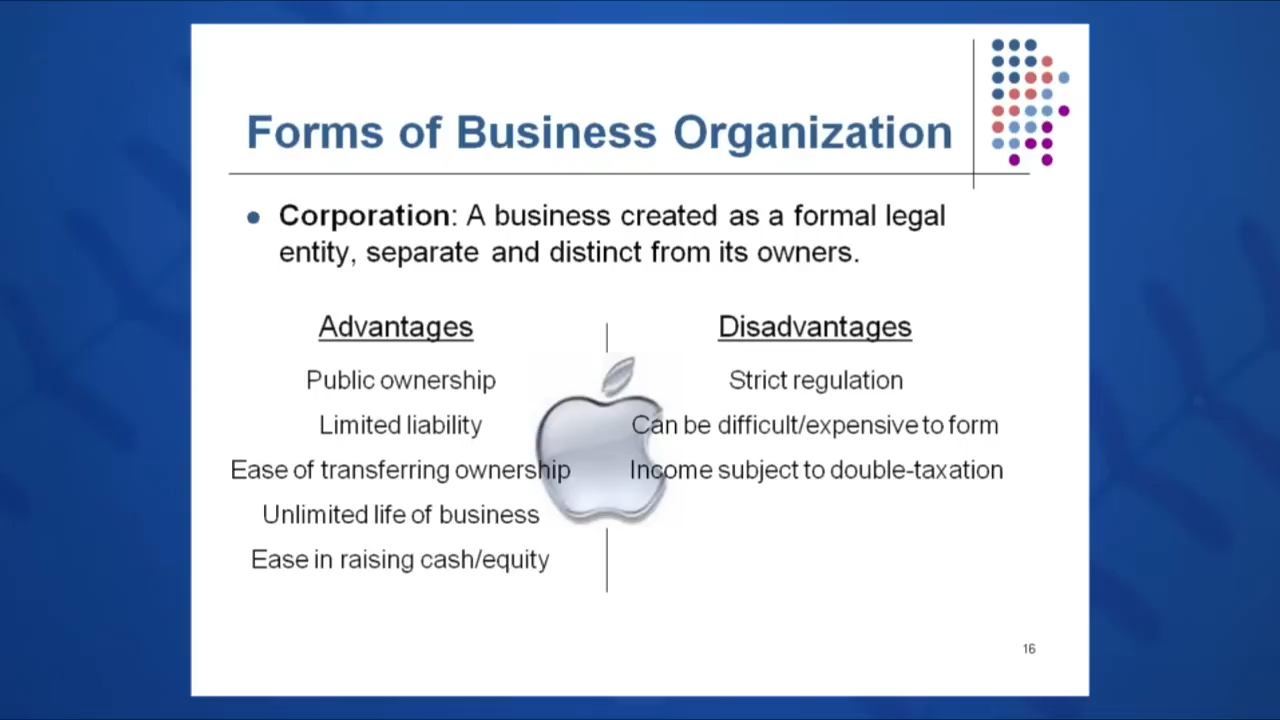 Forms of Business Organization
Corporation: A business created as a formal legal
entity, separate and distinct from its owners.
Advantages
Public ownership
Limited liability
Ease of transferring ownership
Unlimited life of business
Ease in raising cash/equity
Disadvantages
Strict regulation
Can be difficult/expensive to form
Income subject to double-taxation
16